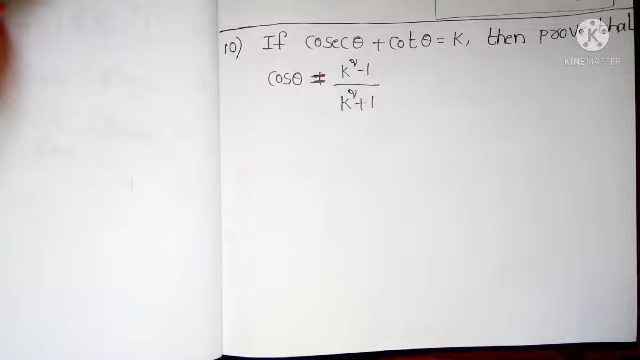 10) If cosecθ + cotθ = K, then prove that
cosθ = K²-1
K²+1
K
KINEMASTER